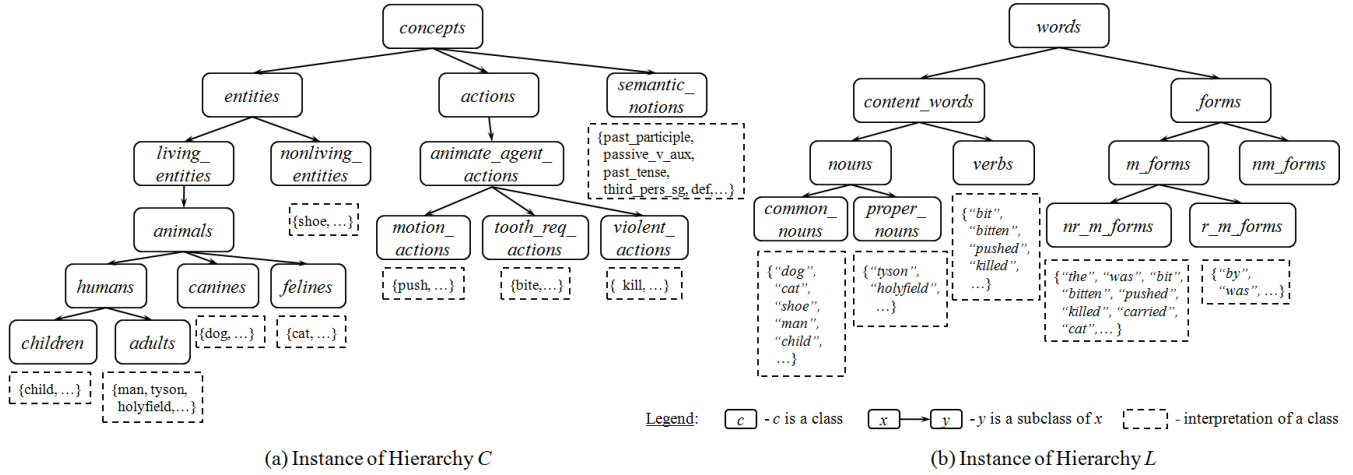 concepts
entities
actions
semantic_
notions
{past_participle,
passive_v_aux,
past_tense,
third_pers_sg, def,…}
living_
entities
nonliving_
entities
{shoe, …}
animate_agent_
actions
animals
motion_
actions
tooth_req_
actions
violent_
actions
{push, …}
{bite,…}
{ kill, …}
humans
canines
felines
{dog, …}
{cat, …}
children
adults
{child, …}
{man, tyson,
holyfield,…}
(a) Instance of Hierarchy C
words
content_words
forms
nouns
verbs
m_forms
nm_forms
common_
nouns
proper_
nouns
{“bit”,
“bitten”,
“pushed”,
“killed”,
…}
nr_m_forms
r_m_forms
{“dog”,
“cat”,
“shoe”,
“man”,
“child”,
…}
{“tyson”,
“holyfield”,
…}
{“the”, “was”, “bit”,
“bitten”, “pushed”,
“killed”, “carried”,
“cat”,… }
{“by”,
“was”, …}
Legend:
c
- c is a class
x
y
- y is a subclass of x
- interpretation of a class
(b) Instance of Hierarchy L